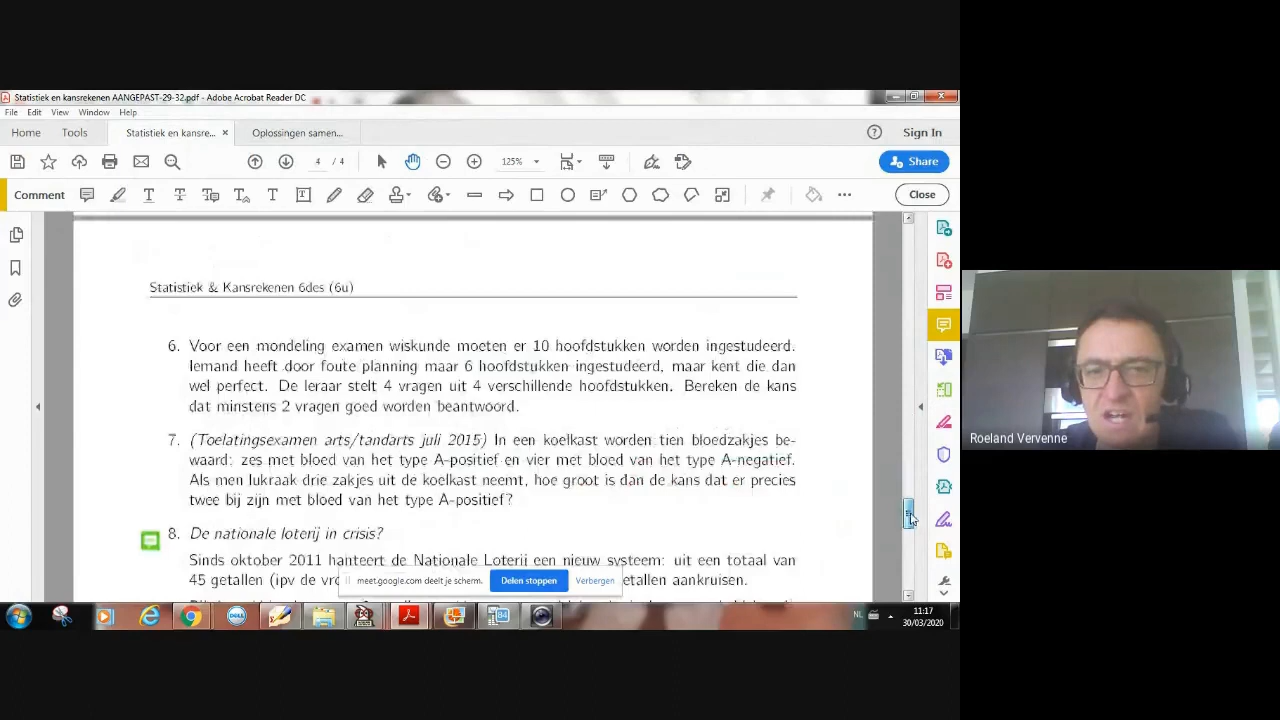 Statistiek en kansrekenen AANGEPAST-29-32.pdf - Adobe Acrobat Reader DC
File Edit View Window Help
Home Tools Statistiek en kansre... × Oplossingen samen... Sign In
4 / 4 125% Share
Comment Close
Statistiek & Kansrekenen 6des (6u)
6. Voor een mondeling examen wiskunde moeten er 10 hoofdstukken worden ingestudeerd.
Iemand heeft door foute planning maar 6 hoofdstukken ingestudeerd, maar kent die dan
wel perfect. De leraar stelt 4 vragen uit 4 verschillende hoofdstukken. Bereken de kans
dat minstens 2 vragen goed worden beantwoord.
7. (Toelatingsexamen arts/tandarts juli 2015) In een koelkast worden tien bloedzakjes be-
waard: zes met bloed van het type A-positief en vier met bloed van het type A-negatief.
Als men lukraak drie zakjes uit de koelkast neemt, hoe groot is dan de kans dat er precies
twee bij zijn met bloed van het type A-positief?
8. De nationale loterij in crisis?
Sinds oktober 2011 hanteert de Nationale Loterij een nieuw systeem: uit een totaal van
45 getallen (ipv de vro etallen aankruisen.
meet.google.com deelt je scherm. Delen stoppen Verbergen
Roeland Vervenne
NL 11:17
30/03/2020